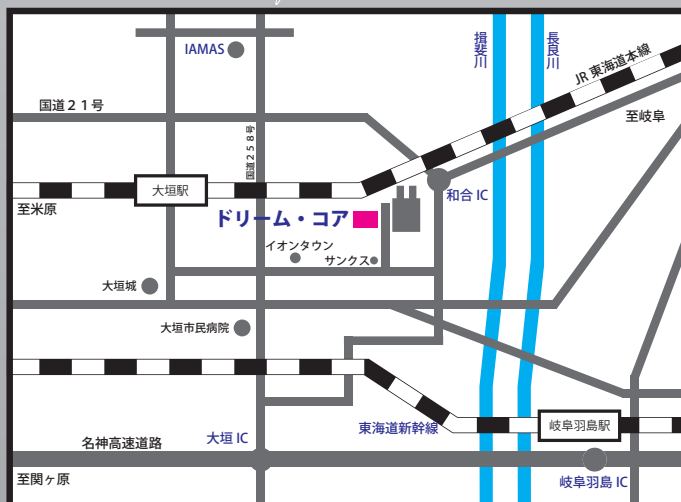 IAMAS
揖斐川
長良川
JR 東海道本線
国道２１号
至岐阜
国道２５８号
大垣駅
和合 IC
至米原
ドリーム・コア
イオンタウン
サンクス
大垣城
大垣市民病院
東海道新幹線
岐阜羽島駅
大垣 IC
名神高速道路
至関ヶ原
岐阜羽島 IC